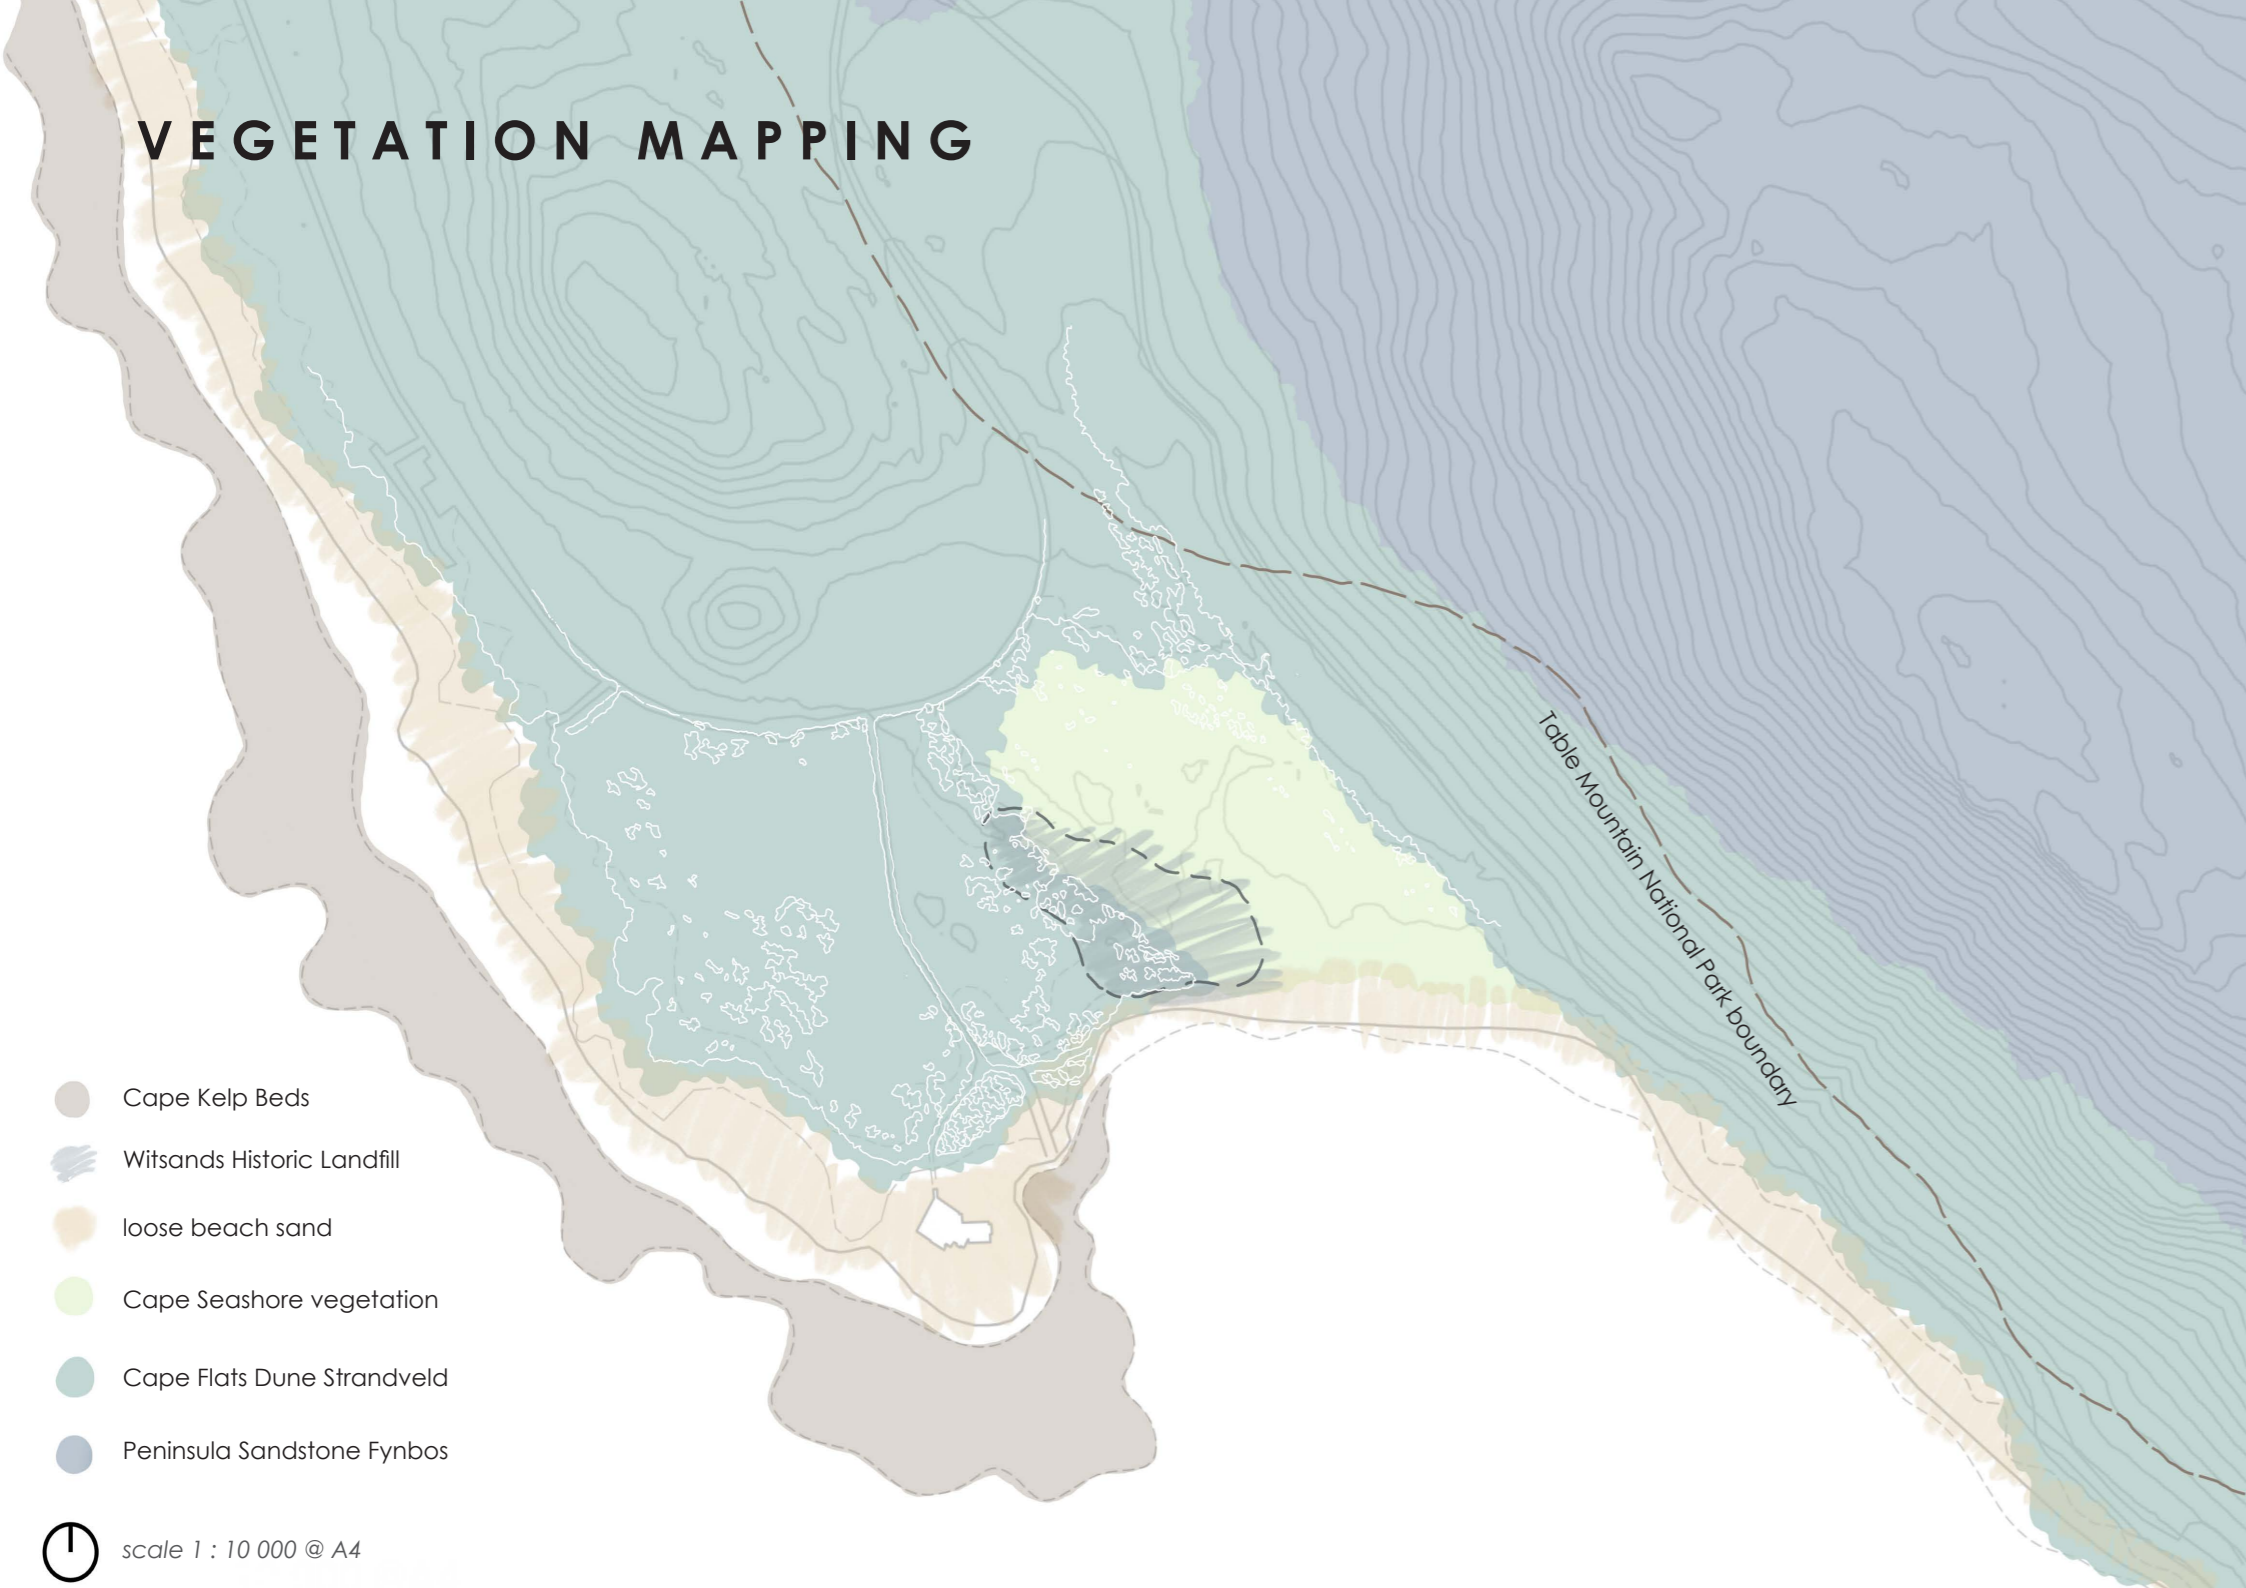 VEGETATION MAPPING
Table Mountain National Park boundary
Cape Kelp Beds
Witsands Historic Landfill
loose beach sand
Cape Seashore vegetation
Cape Flats Dune Strandveld
Peninsula Sandstone Fynbos
scale 1 : 10 000 @ A4